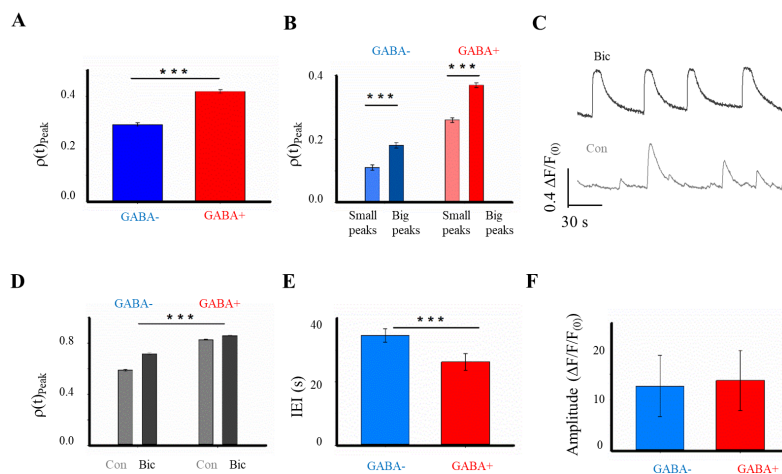 A
ρ(t)Peak
0.4
0.2
0.0
***
GABA-
GABA+
B
GABA-
GABA+
ρ(t)Peak
0.4
0.2
0.0
***
***
Small peaks
Big peaks
Small peaks
Big peaks
C
Bic
Con
0.4 ΔF/F(0)
30 s
D
GABA-
GABA+
ρ(t)Peak
0.8
0.4
0.0
***
Con
Bic
Con
Bic
E
IEI (s)
40
20
0
***
GABA-
GABA+
F
Amplitude (ΔF/F/F(0))
20
10
0
GABA-
GABA+